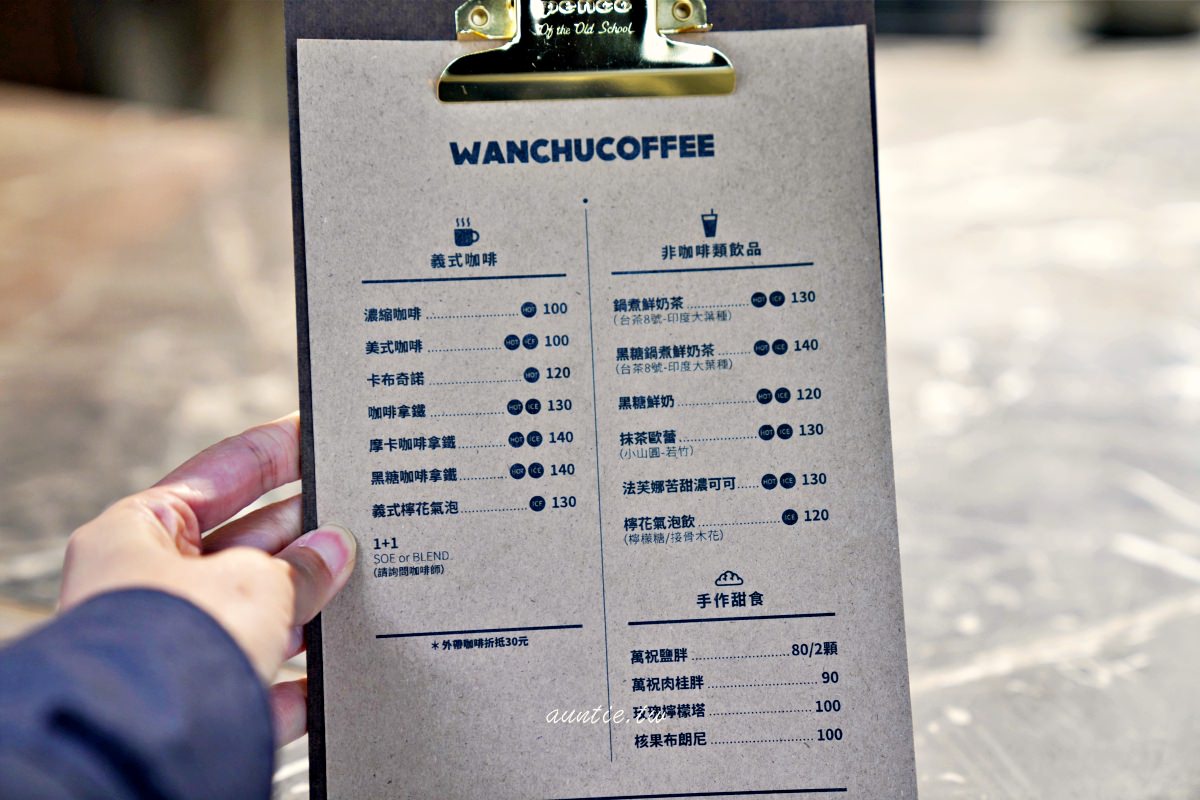 penco
Of the Old School
WANCHUCOFFEE
義式咖啡
濃縮咖啡 HOT 100
美式咖啡 HOT ICE 100
卡布奇諾 HOT 120
咖啡拿鐵 HOT ICE 130
摩卡咖啡拿鐵 HOT ICE 140
黑糖咖啡拿鐵 HOT ICE 140
義式檸花氣泡 ICE 130
1+1
SOE or BLEND
(請詢問咖啡師)
＊外帶咖啡折抵30元
非咖啡類飲品
鍋煮鮮奶茶 HOT ICE 130
(台茶8號-印度大葉種)
黑糖鍋煮鮮奶茶 HOT ICE 140
(台茶8號-印度大葉種)
黑糖鮮奶 HOT ICE 120
抹茶歐蕾 HOT ICE 130
(小山園-若竹)
法芙娜苦甜濃可可 HOT ICE 130
檸花氣泡飲 ICE 120
(檸檬糖/接骨木花)
手作甜食
萬祝鹽胖 80/2顆
萬祝肉桂胖 90
玫瑰檸檬塔 100
核果布朗尼 100
auntie.tw